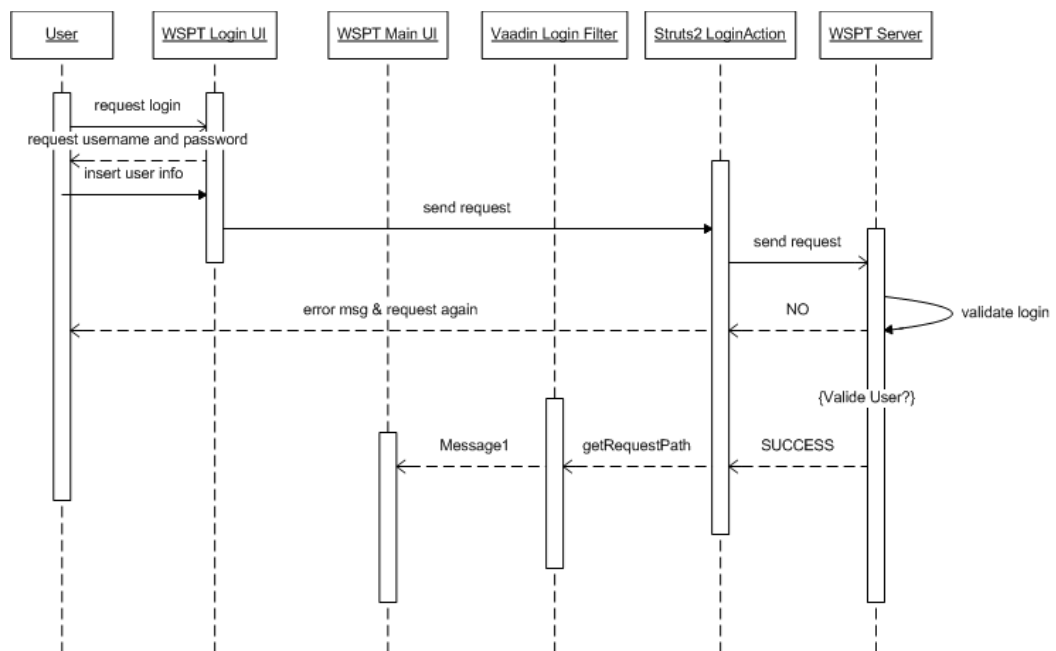 User
WSPT Login UI
WSPT Main UI
Vaadin Login Filter
Struts2 LoginAction
WSPT Server
request login
request username and password
insert user info
send request
send request
error msg & request again
NO
validate login
{Valide User?}
Message1
getRequestPath
SUCCESS